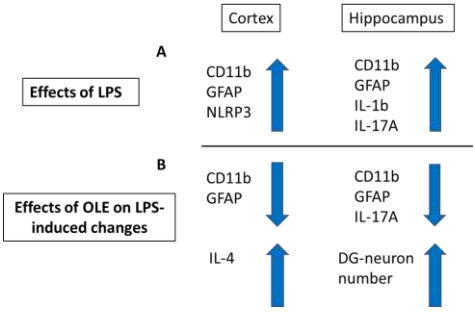 Cortex
Hippocampus
A
Effects of LPS
CD11b
GFAP
NLRP3
CD11b
GFAP
IL-1b
IL-17A
B
Effects of OLE on LPS-
induced changes
CD11b
GFAP
CD11b
GFAP
IL-17A
IL-4
DG-neuron
number